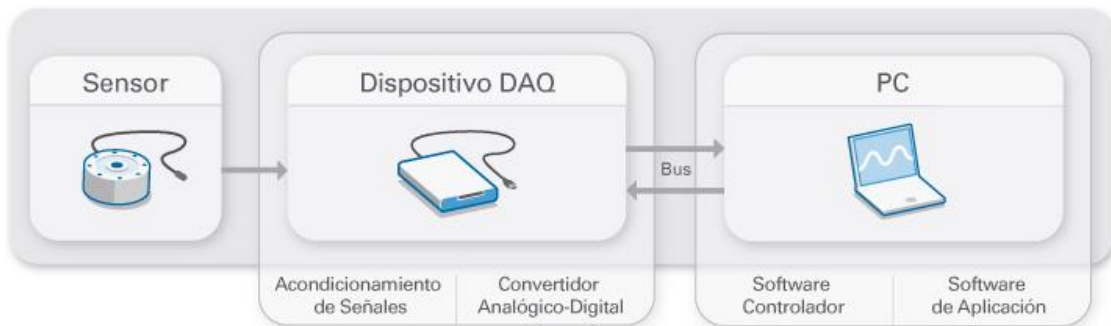 Sensor
Dispositivo DAQ
PC
Bus
Acondicionamiento
de Señales
Convertidor
Analógico-Digital
Software
Controlador
Software
de Aplicación